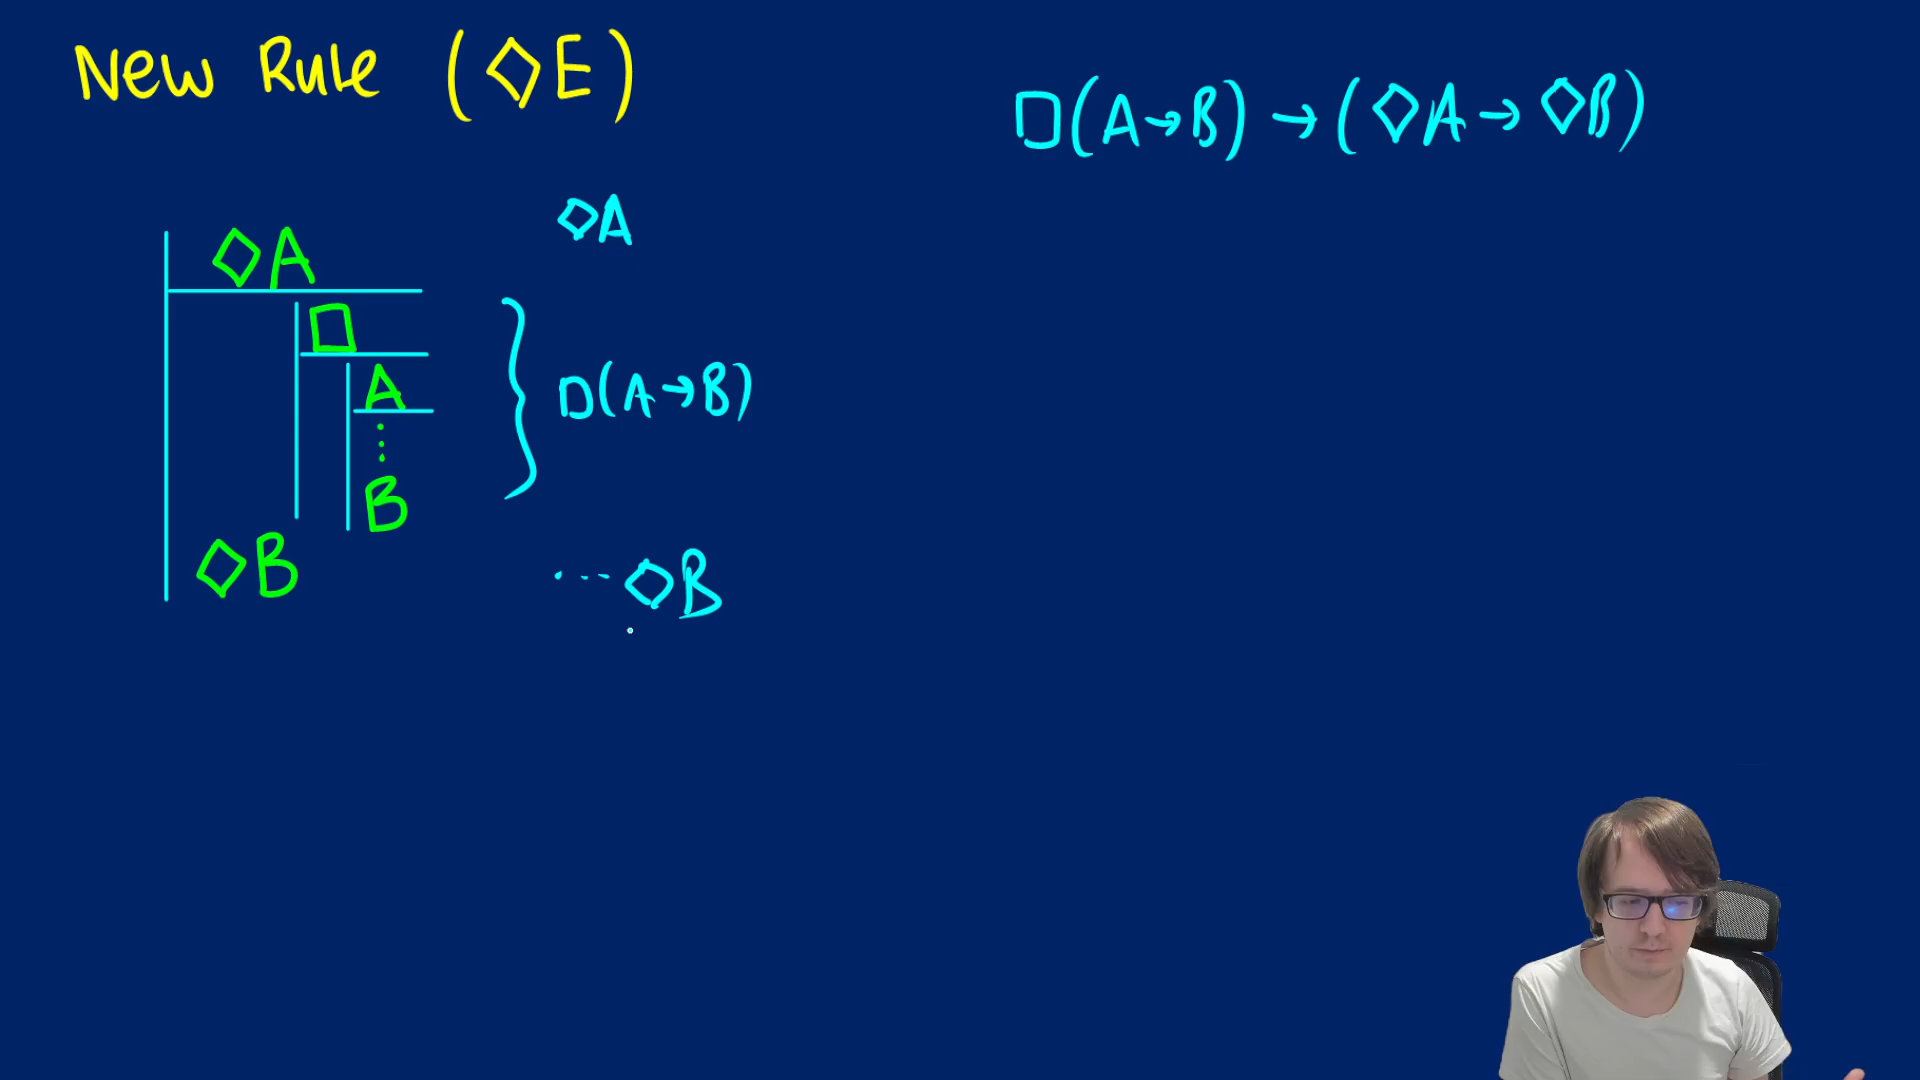 New Rule (◇E)
□(A→B)→(◇A→◇B)
◇A
□
A
⋮
B
◇B
◇A
□(A→B)
...◇B